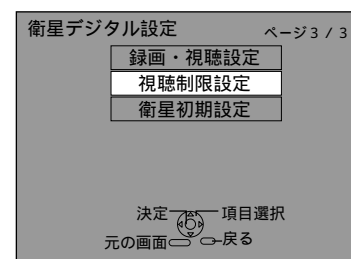 衛星デジタル設定 ページ3/3
録画・視聴設定
視聴制限設定
衛星初期設定
決定 項目選択
元の画面 戻る